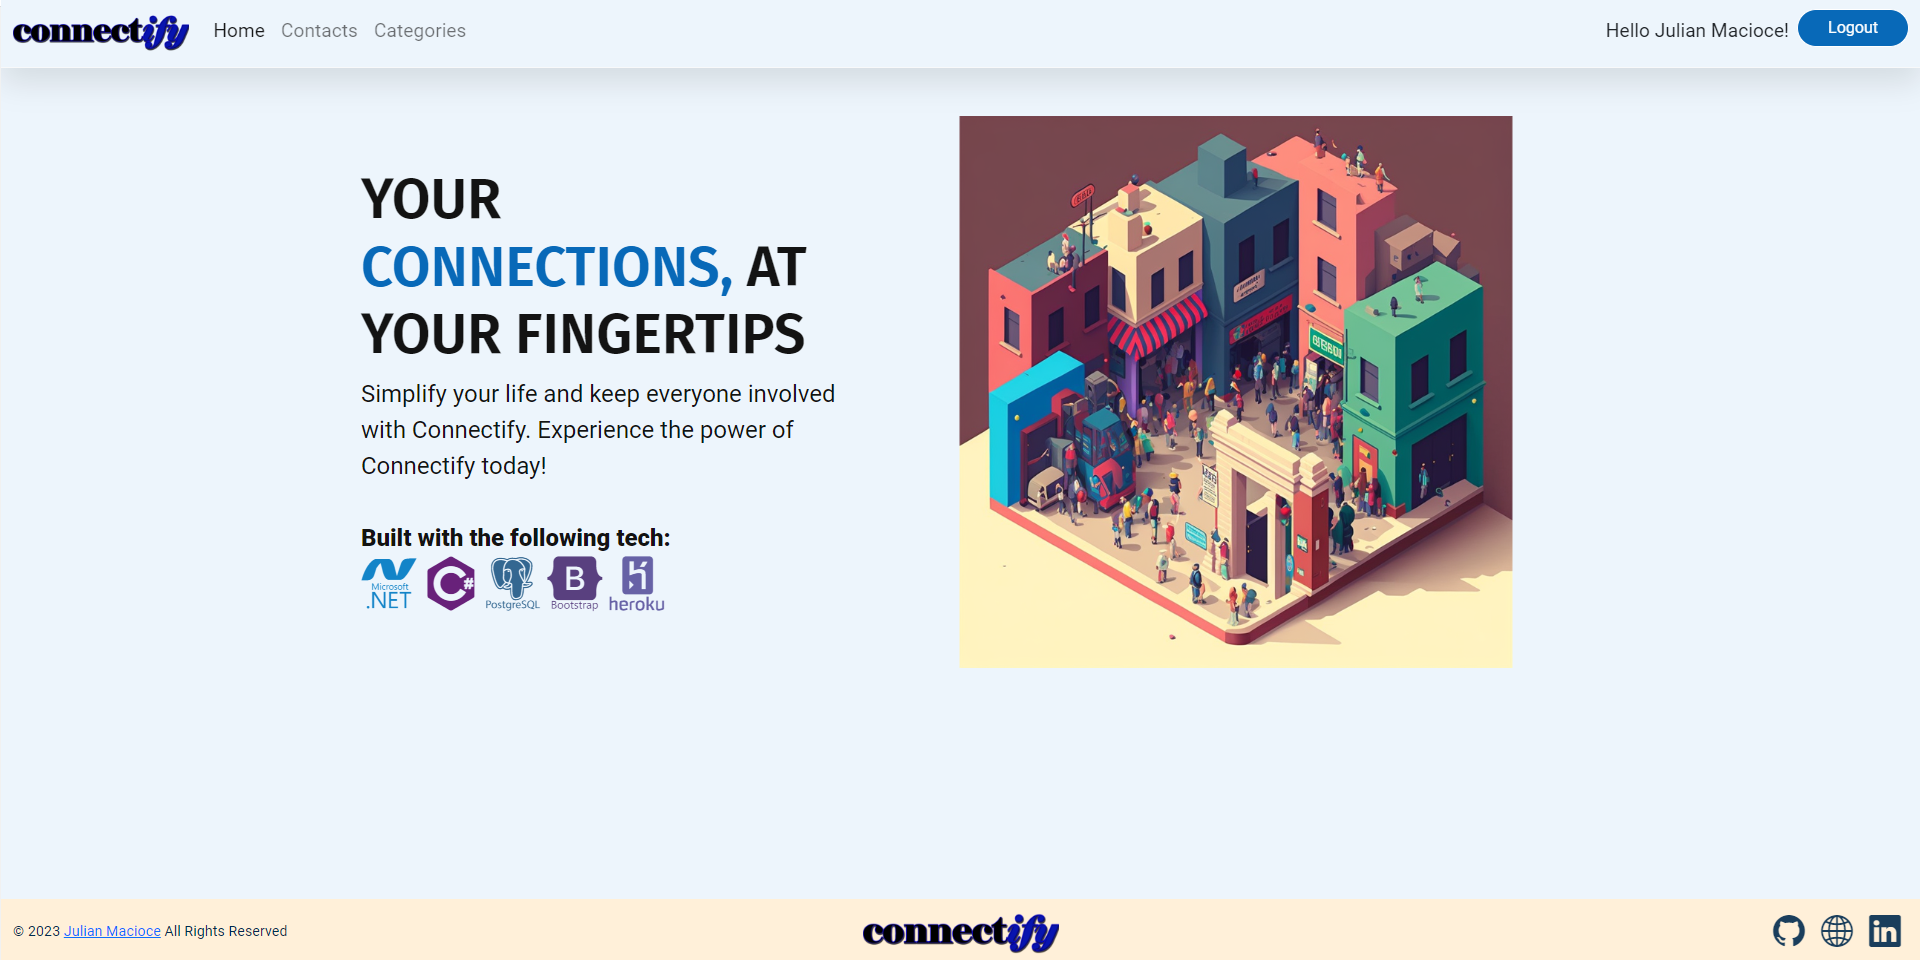 connectify Home Contacts Categories Hello Julian Macioce! Logout
YOUR
CONNECTIONS, AT
YOUR FINGERTIPS
Simplify your life and keep everyone involved
with Connectify. Experience the power of
Connectify today!
Built with the following tech:
Microsoft
.NET
C#
PostgreSQL
B
Bootstrap
heroku
© 2023 Julian Macioce All Rights Reserved
connectify
in